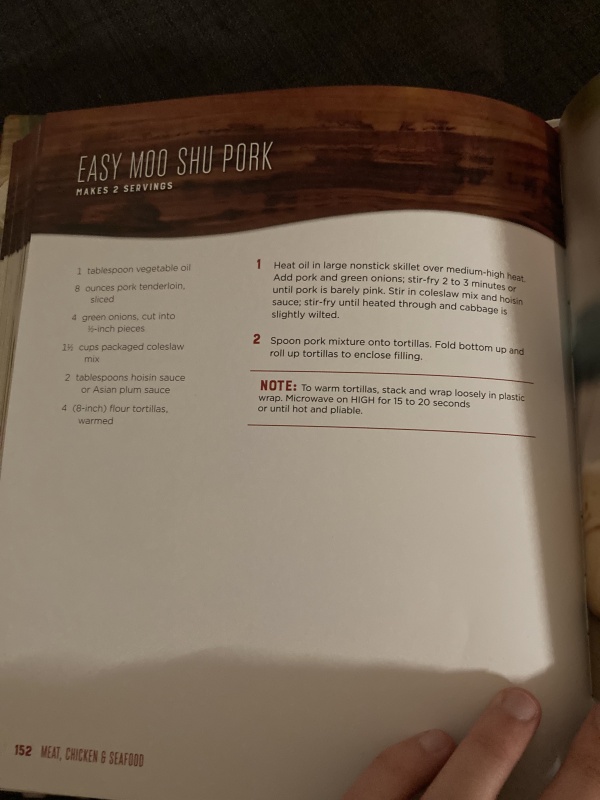 EASY MOO SHU PORK
MAKES 2 SERVINGS
1 tablespoon vegetable oil
8 ounces pork tenderloin,
sliced
4 green onions, cut into
½-inch pieces
1½ cups packaged coleslaw
mix
2 tablespoons hoisin sauce
or Asian plum sauce
4 (8-inch) flour tortillas,
warmed
1 Heat oil in large nonstick skillet over medium-high heat.
Add pork and green onions; stir-fry 2 to 3 minutes or
until pork is barely pink. Stir in coleslaw mix and hoisin
sauce; stir-fry until heated through and cabbage is
slightly wilted.
2 Spoon pork mixture onto tortillas. Fold bottom up and
roll up tortillas to enclose filling.
NOTE: To warm tortillas, stack and wrap loosely in plastic
wrap. Microwave on HIGH for 15 to 20 seconds
or until hot and pliable.
152 MEAT, CHICKEN & SEAFOOD